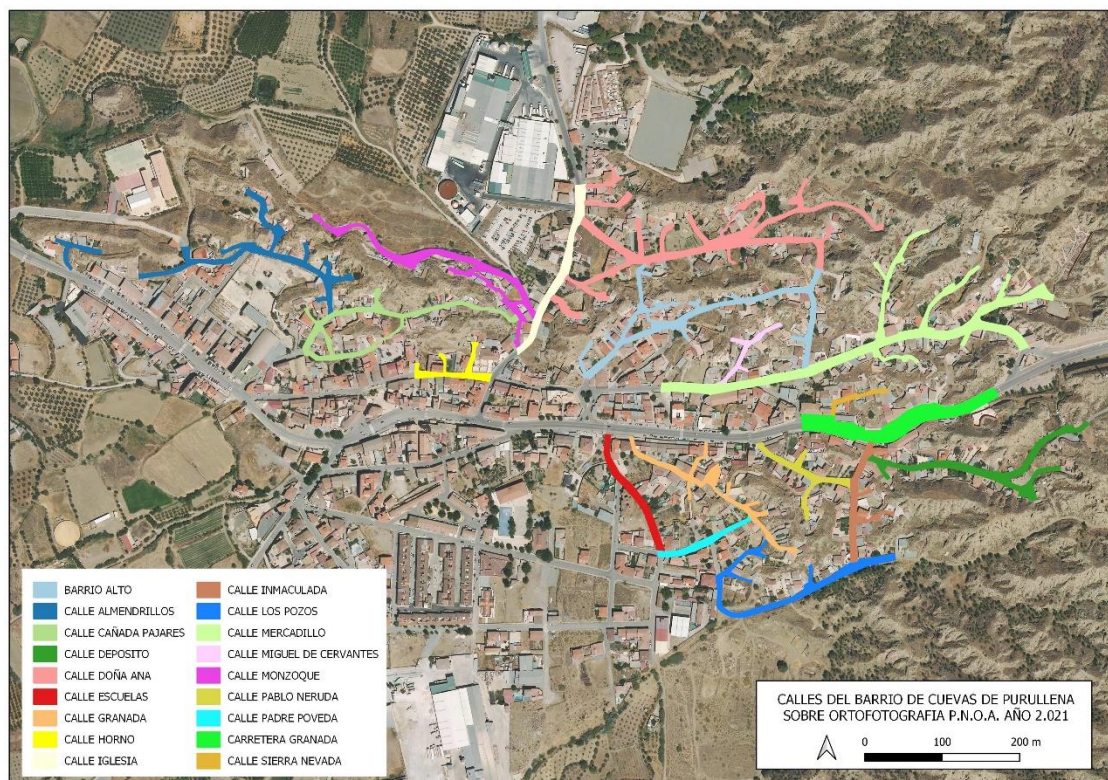 BARRIO ALTO
CALLE ALMENDRILLOS
CALLE CAÑADA PAJARES
CALLE DEPOSITO
CALLE DOÑA ANA
CALLE ESCUELAS
CALLE GRANADA
CALLE HORNO
CALLE IGLESIA
CALLE INMACULADA
CALLE LOS POZOS
CALLE MERCADILLO
CALLE MIGUEL DE CERVANTES
CALLE MONZOQUE
CALLE PABLO NERUDA
CALLE PADRE POVEDA
CARRETERA GRANADA
CALLE SIERRA NEVADA
CALLES DEL BARRIO DE CUEVAS DE PURULLENA
SOBRE ORTOFOTOGRAFIA P.N.O.A. AÑO 2.021
0 100 200 m